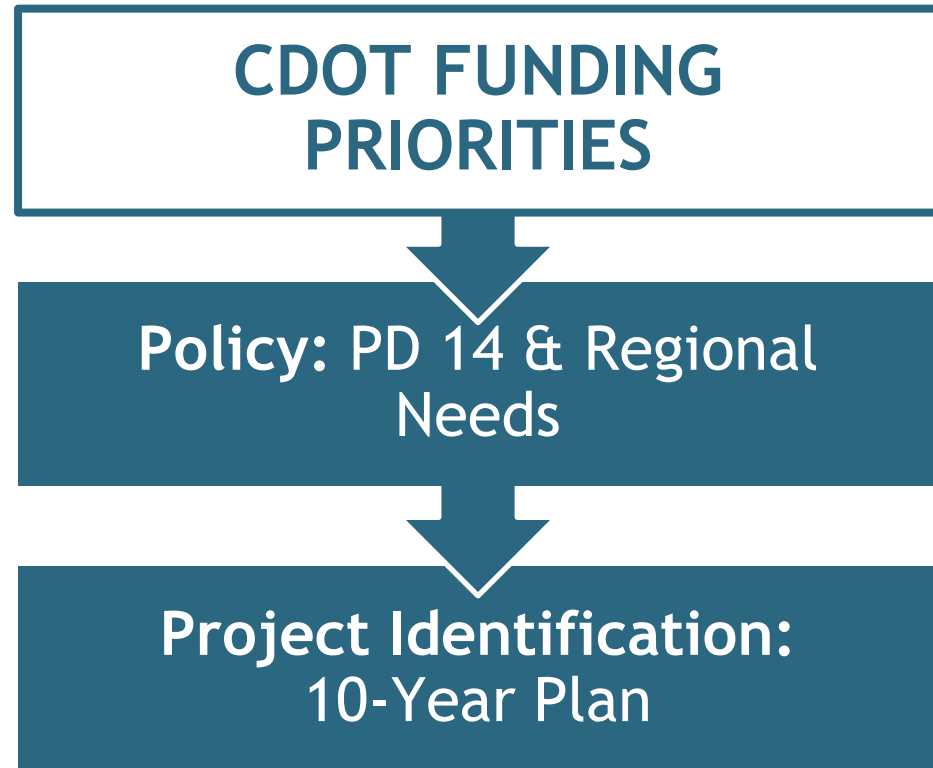 CDOT FUNDING
PRIORITIES
Policy: PD 14 & Regional
Needs
Project Identification:
10-Year Plan